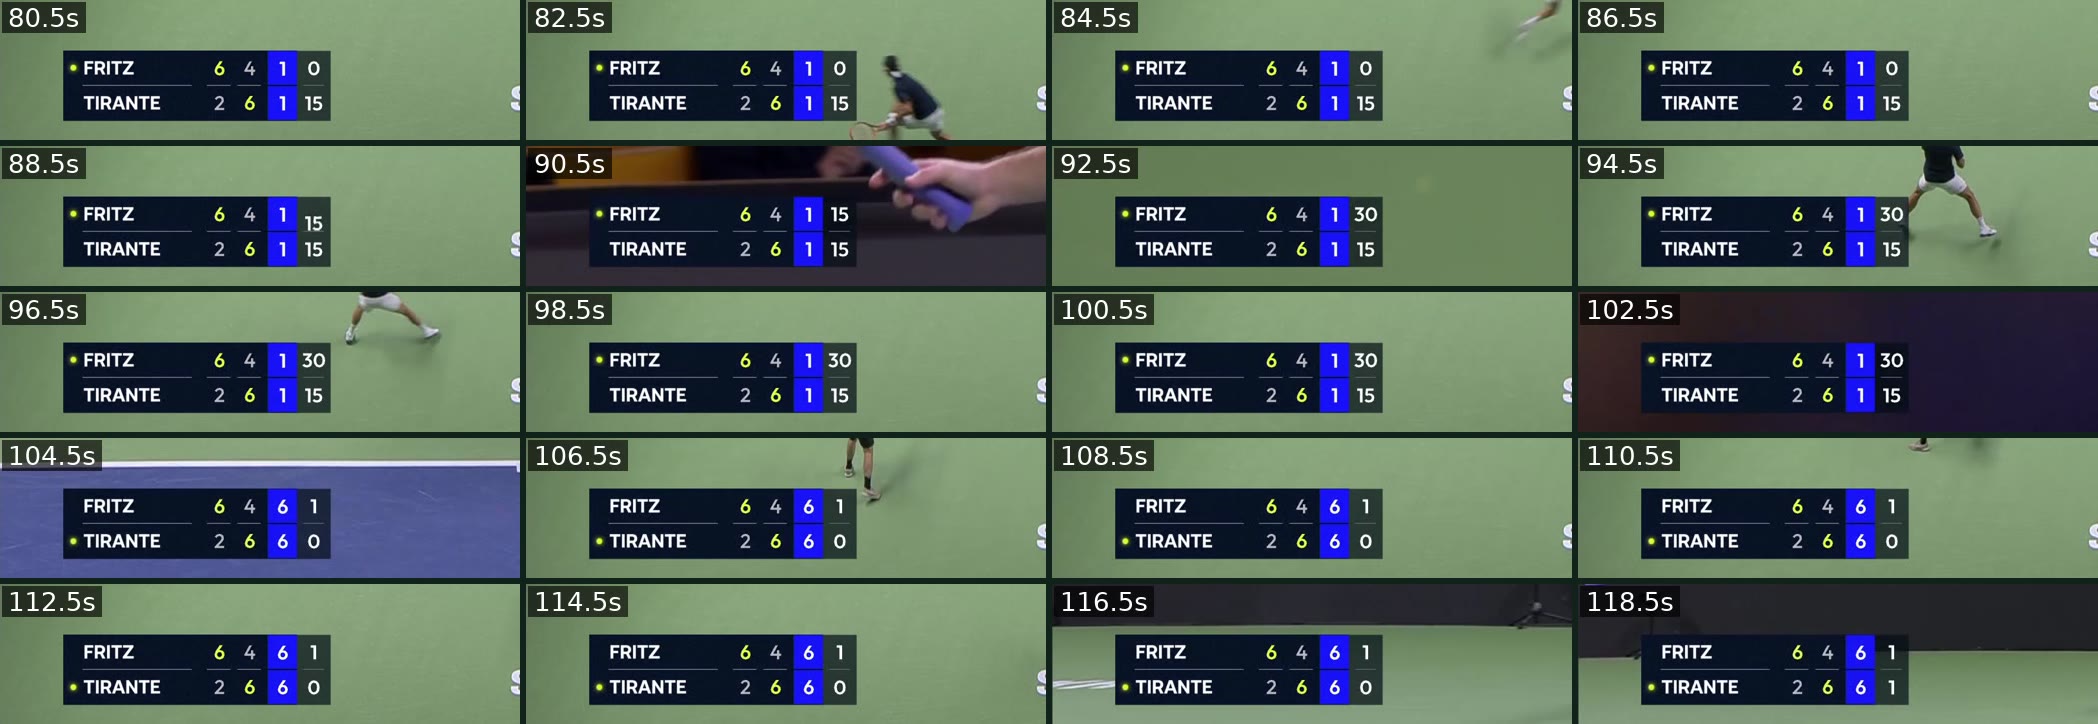 80.5s
FRITZ 6 4 1 0
TIRANTE 2 6 1 15
S
82.5s
FRITZ 6 4 1 0
TIRANTE 2 6 1 15
S
84.5s
FRITZ 6 4 1 0
TIRANTE 2 6 1 15
S
86.5s
FRITZ 6 4 1 0
TIRANTE 2 6 1 15
S
88.5s
FRITZ 6 4 1 15
TIRANTE 2 6 1 15
S
90.5s
FRITZ 6 4 1 15
TIRANTE 2 6 1 15
92.5s
FRITZ 6 4 1 30
TIRANTE 2 6 1 15
94.5s
FRITZ 6 4 1 30
TIRANTE 2 6 1 15
S
96.5s
FRITZ 6 4 1 30
TIRANTE 2 6 1 15
S
98.5s
FRITZ 6 4 1 30
TIRANTE 2 6 1 15
S
100.5s
FRITZ 6 4 1 30
TIRANTE 2 6 1 15
S
102.5s
FRITZ 6 4 1 30
TIRANTE 2 6 1 15
104.5s
FRITZ 6 4 6 1
TIRANTE 2 6 6 0
106.5s
FRITZ 6 4 6 1
TIRANTE 2 6 6 0
S
108.5s
FRITZ 6 4 6 1
TIRANTE 2 6 6 0
S
110.5s
FRITZ 6 4 6 1
TIRANTE 2 6 6 0
S
112.5s
FRITZ 6 4 6 1
TIRANTE 2 6 6 0
S
114.5s
FRITZ 6 4 6 1
TIRANTE 2 6 6 0
S
116.5s
FRITZ 6 4 6 1
TIRANTE 2 6 6 0
118.5s
FRITZ 6 4 6 1
TIRANTE 2 6 6 1